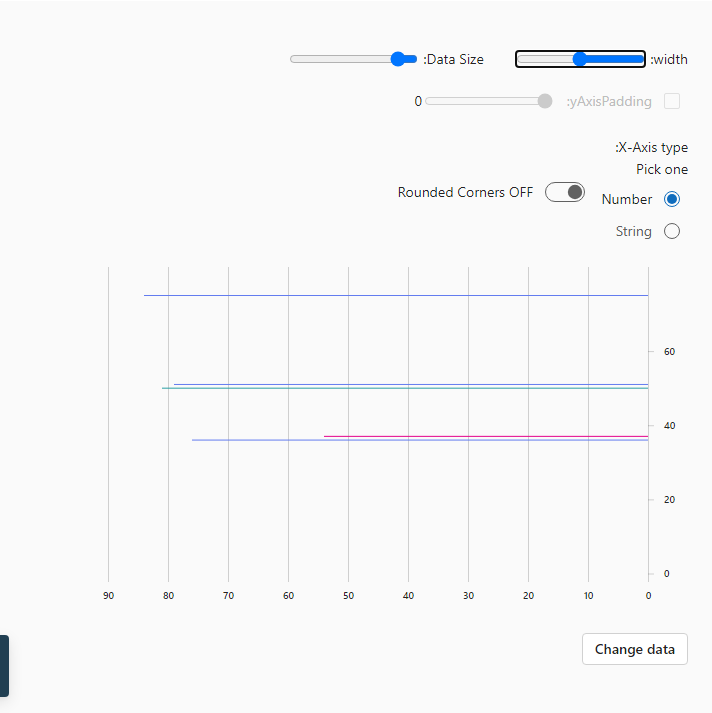 :width
:Data Size
:yAxisPadding
0
:X-Axis type
Pick one
Number
Rounded Corners OFF
String
60
40
20
0
90 80 70 60 50 40 30 20 10 0
Change data